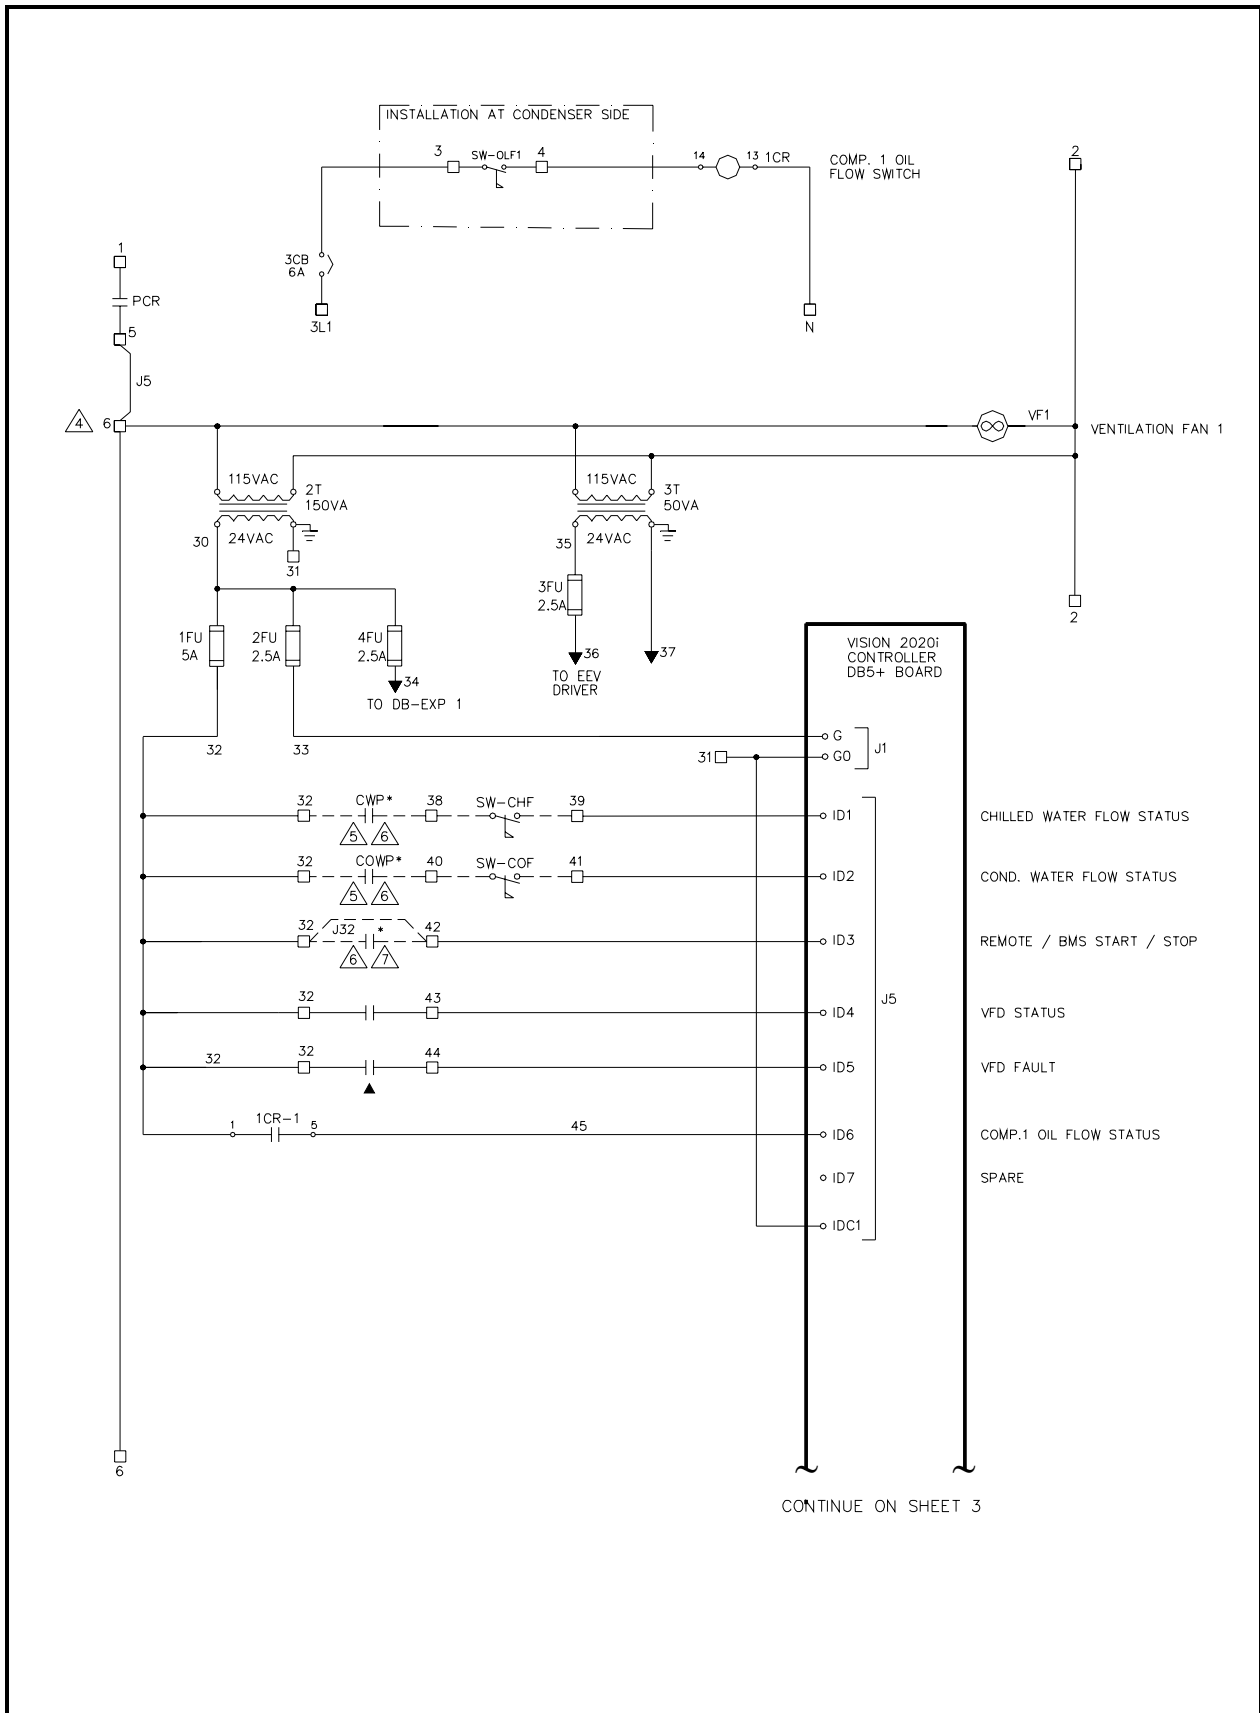 INSTALLATION AT CONDENSER SIDE
3 SW-OLF1 4 14 13 1CR
COMP. 1 OIL
FLOW SWITCH
2
3CB
6A
1
PCR
3L1
N
5
J5
4 6
VF1
VENTILATION FAN 1
115VAC 2T
150VA
115VAC 3T
50VA
30 24VAC
31
35 24VAC
3FU
2.5A
2
1FU
5A
2FU
2.5A
4FU
2.5A
34
TO DB-EXP 1
36
TO EEV
DRIVER
37
VISION 2020i
CONTROLLER
DB5+ BOARD
32 33
G
J1
31 G0
32 CWP* 38 SW-CHF 39 ID1 CHILLED WATER FLOW STATUS
5 6
32 COWP* 40 SW-COF 41 ID2 COND. WATER FLOW STATUS
5 6
32 J32 * 42 ID3 REMOTE / BMS START / STOP
6 7
J5
32 43 ID4 VFD STATUS
32 32 44 ID5 VFD FAULT
1 1CR-1 5 45 ID6 COMP.1 OIL FLOW STATUS
ID7 SPARE
IDC1
6
CONTINUE ON SHEET 3